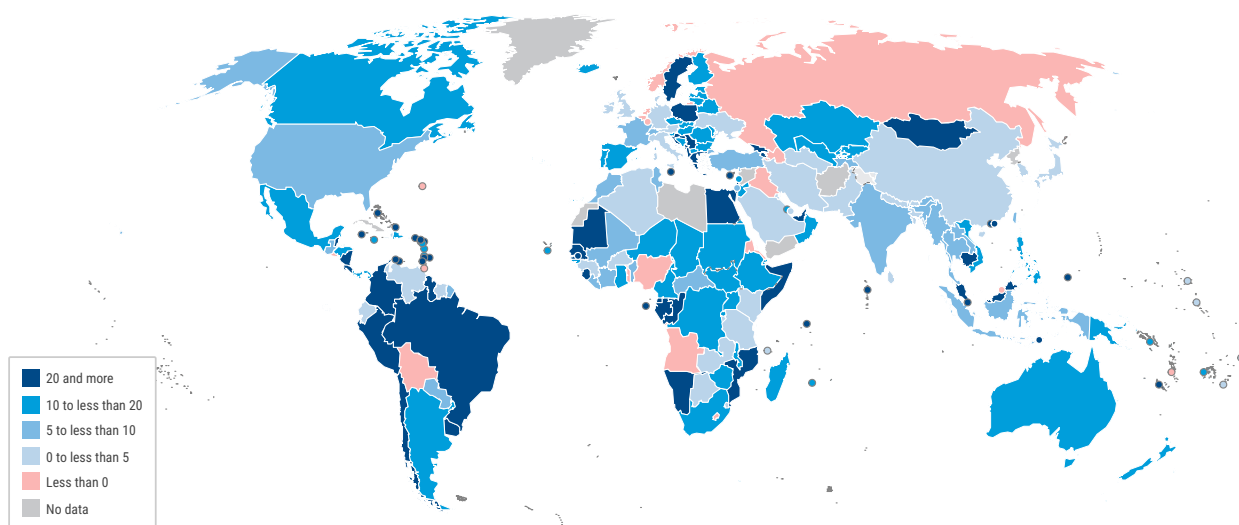 20 and more
10 to less than 20
5 to less than 10
0 to less than 5
Less than 0
No data